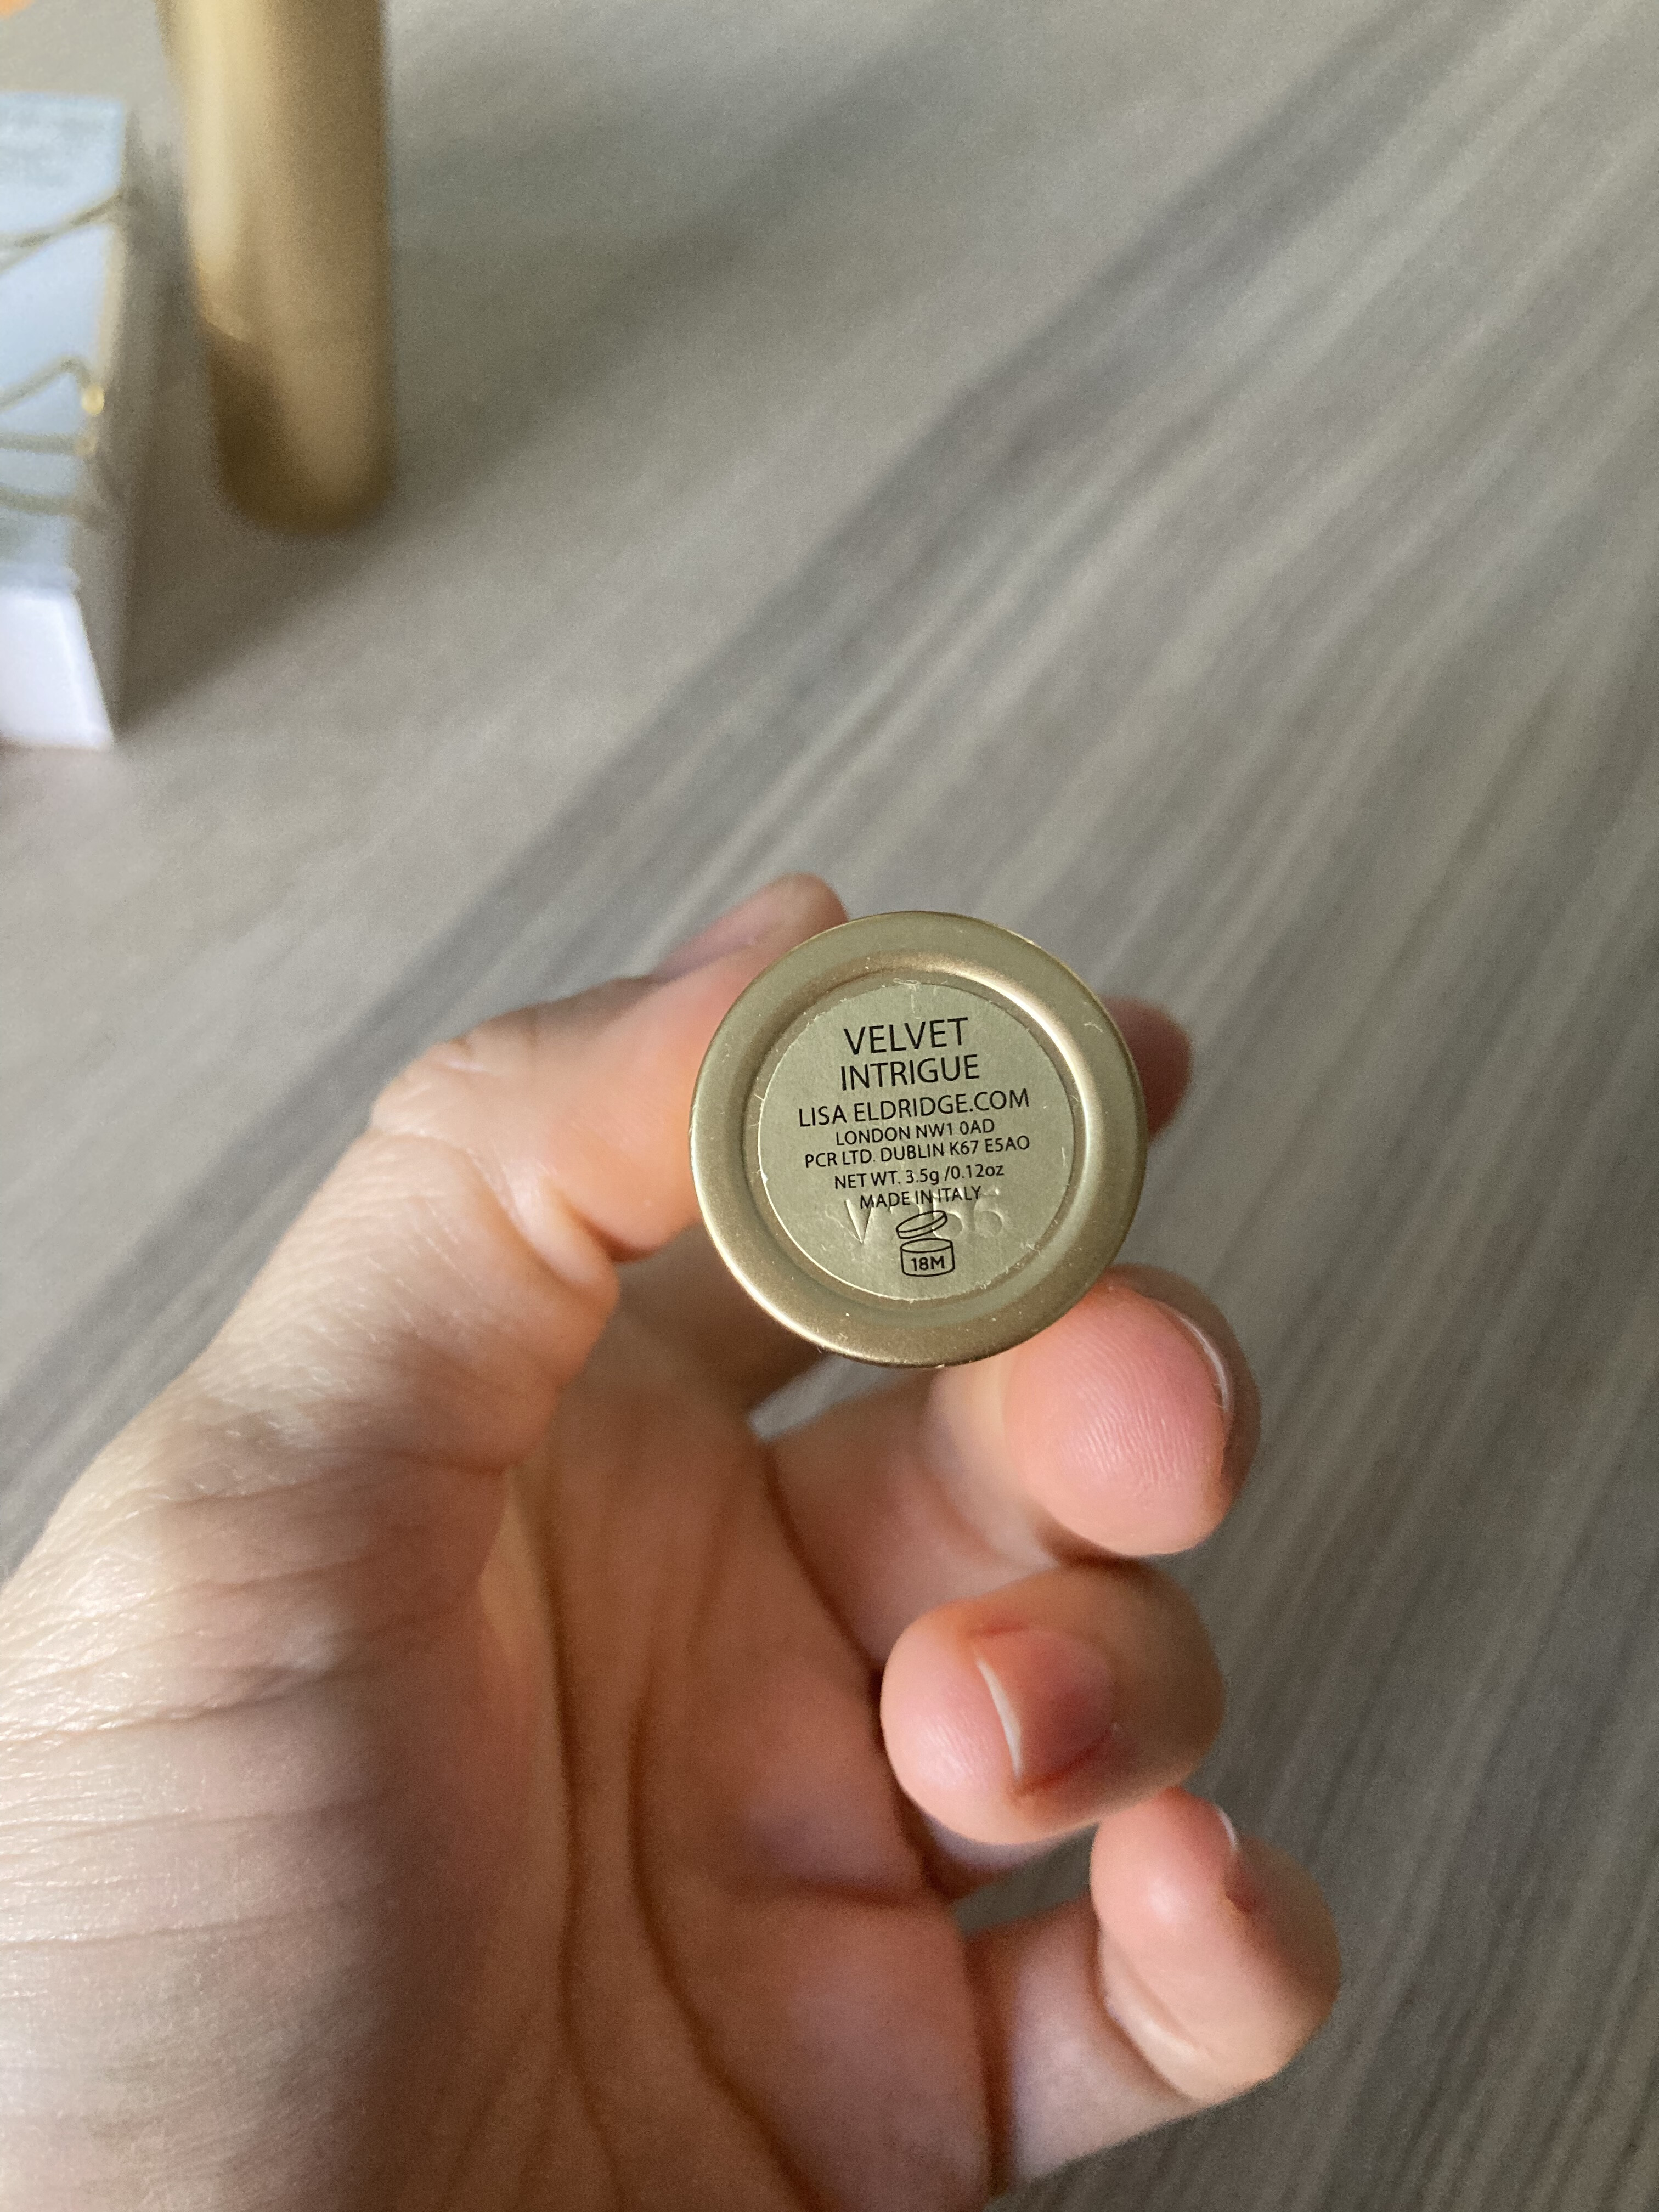 VELVET
INTRIGUE
LISA ELDRIDGE.COM
LONDON NW1 0AD
PCR LTD. DUBLIN K67 E5AO
NET WT. 3.5g /0.12oz
MADE IN ITALY
18M